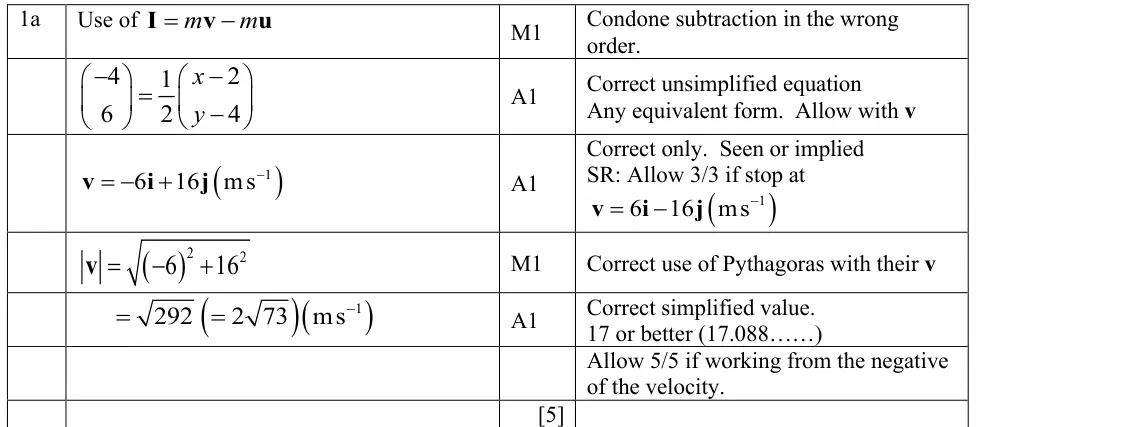 1a Use of I = mv − mu M1 Condone subtraction in the wrong
order.
(−4 6) = 1/2 (x − 2 y − 4) A1 Correct unsimplified equation
Any equivalent form. Allow with v
v = −6i + 16j (m s⁻¹) A1 Correct only. Seen or implied
SR: Allow 3/3 if stop at
v = 6i − 16j (m s⁻¹)
|v| = √((−6)² + 16²) M1 Correct use of Pythagoras with their v
= √292 (= 2√73)(m s⁻¹) A1 Correct simplified value.
17 or better (17.088……)
Allow 5/5 if working from the negative
of the velocity.
[5]